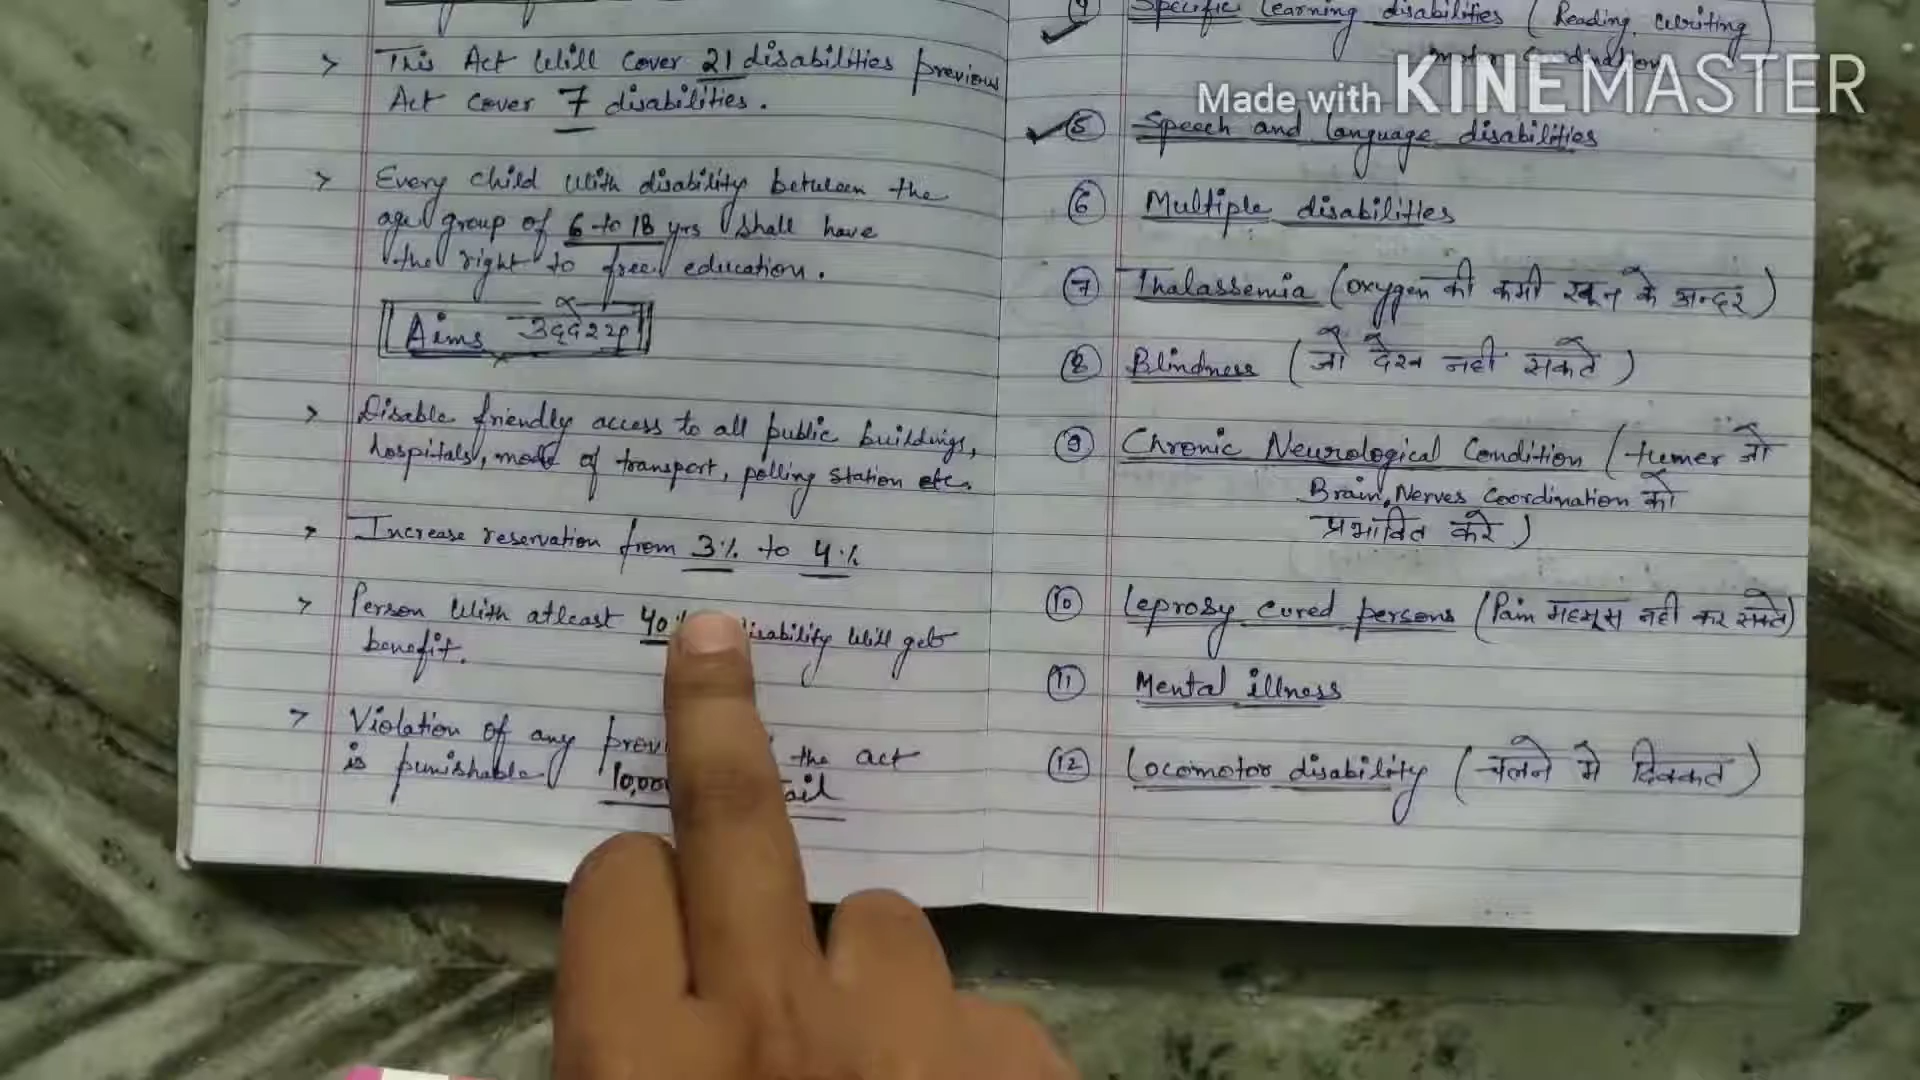 > This Act Will Cover 21 disabilities previous
Act cover 7 disabilities.
> Every child with disability between the
age group of 6 to 18 yrs shall have
the right to free education.
Aims उद्देश्य
> Disable friendly access to all public buildings,
hospitals, mode of transport, polling station etc.
> Increase reservation from 3% to 4%
> Person with atleast 40% disability will get
benefit.
> Violation of any the act
is punishable
④ Specific Learning disabilities (Reading, writing)
motor
⑤ Speech and language disabilities
⑥ Multiple disabilities
⑦ Thalassemia (oxygen की कमी खून के अन्दर)
⑧ Blindness (जो देख नही सकते)
⑨ Chronic Neurological Condition (tumer जो
Brain, Nerves Coordination को
प्रभावित करे)
⑩ Leprosy cured persons (Pain महसूस नही कर सकते)
⑪ Mental illness
⑫ Locomotor disability (चलने मे दिक्कत)
Made with KINEMASTER